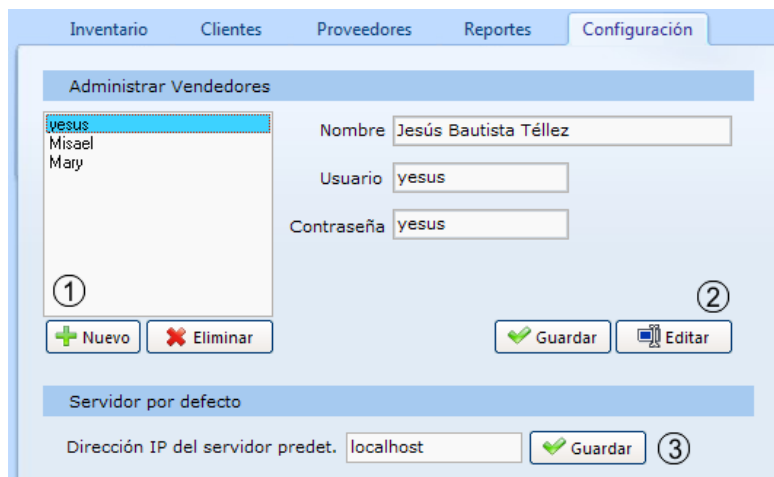 Inventario Clientes Proveedores Reportes Configuración
Administrar Vendedores
yesus
Misael
Mary
Nombre Jesús Bautista Téllez
Usuario yesus
Contraseña yesus
1
2
Nuevo Eliminar Guardar Editar
Servidor por defecto
Dirección IP del servidor predet. localhost Guardar 3